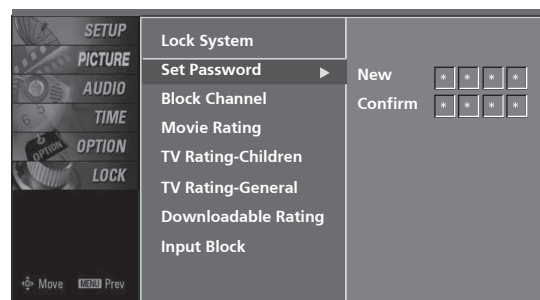 SETUP
PICTURE
AUDIO
TIME
OPTION
LOCK
Move MENU Prev
Lock System
Set Password ►
Block Channel
Movie Rating
TV Rating-Children
TV Rating-General
Downloadable Rating
Input Block
New * * * *
Confirm * * * *